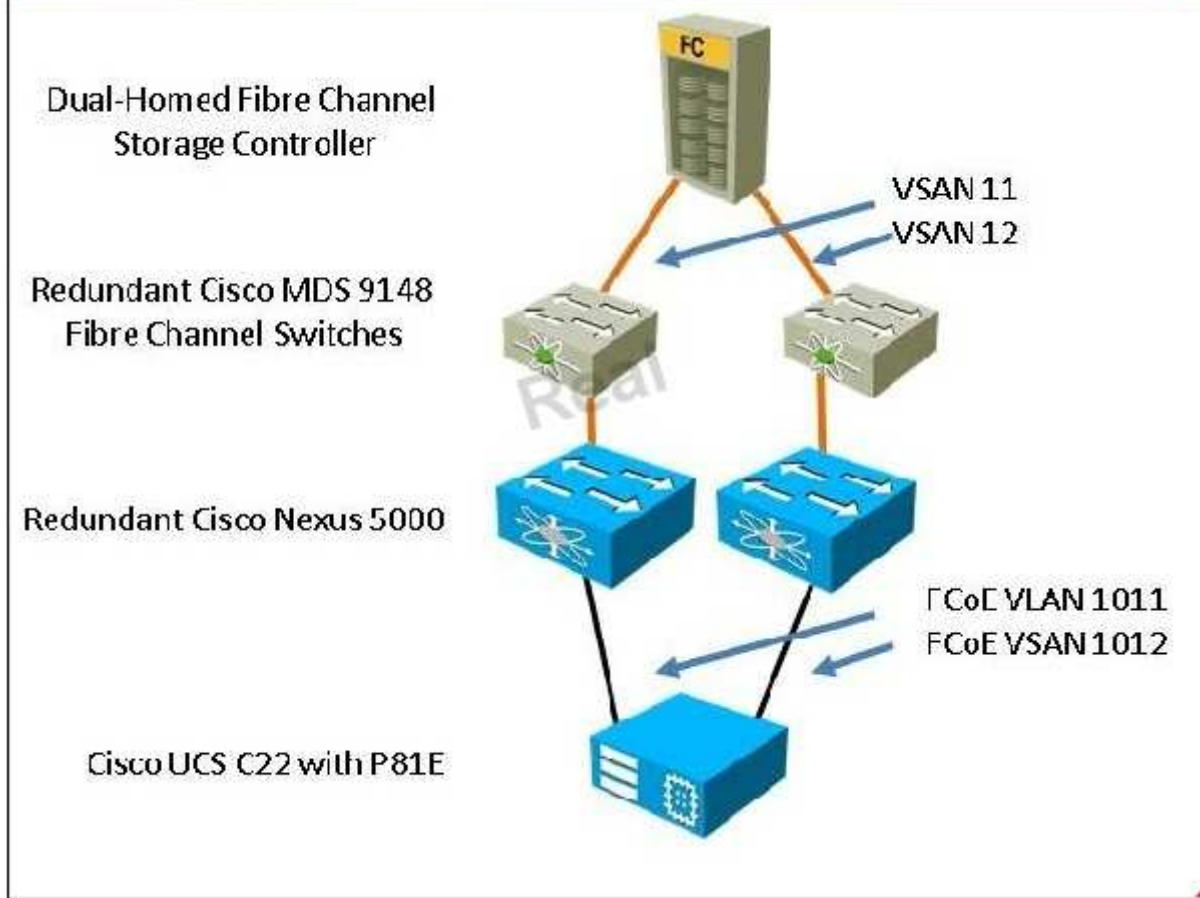 FC
Dual-Homed Fibre Channel
Storage Controller
VSAN 11
VSAN 12
Redundant Cisco MDS 9148
Fibre Channel Switches
Real
Redundant Cisco Nexus 5000
FCoE VLAN 1011
FCoE VSAN 1012
Cisco UCS C22 with P81E